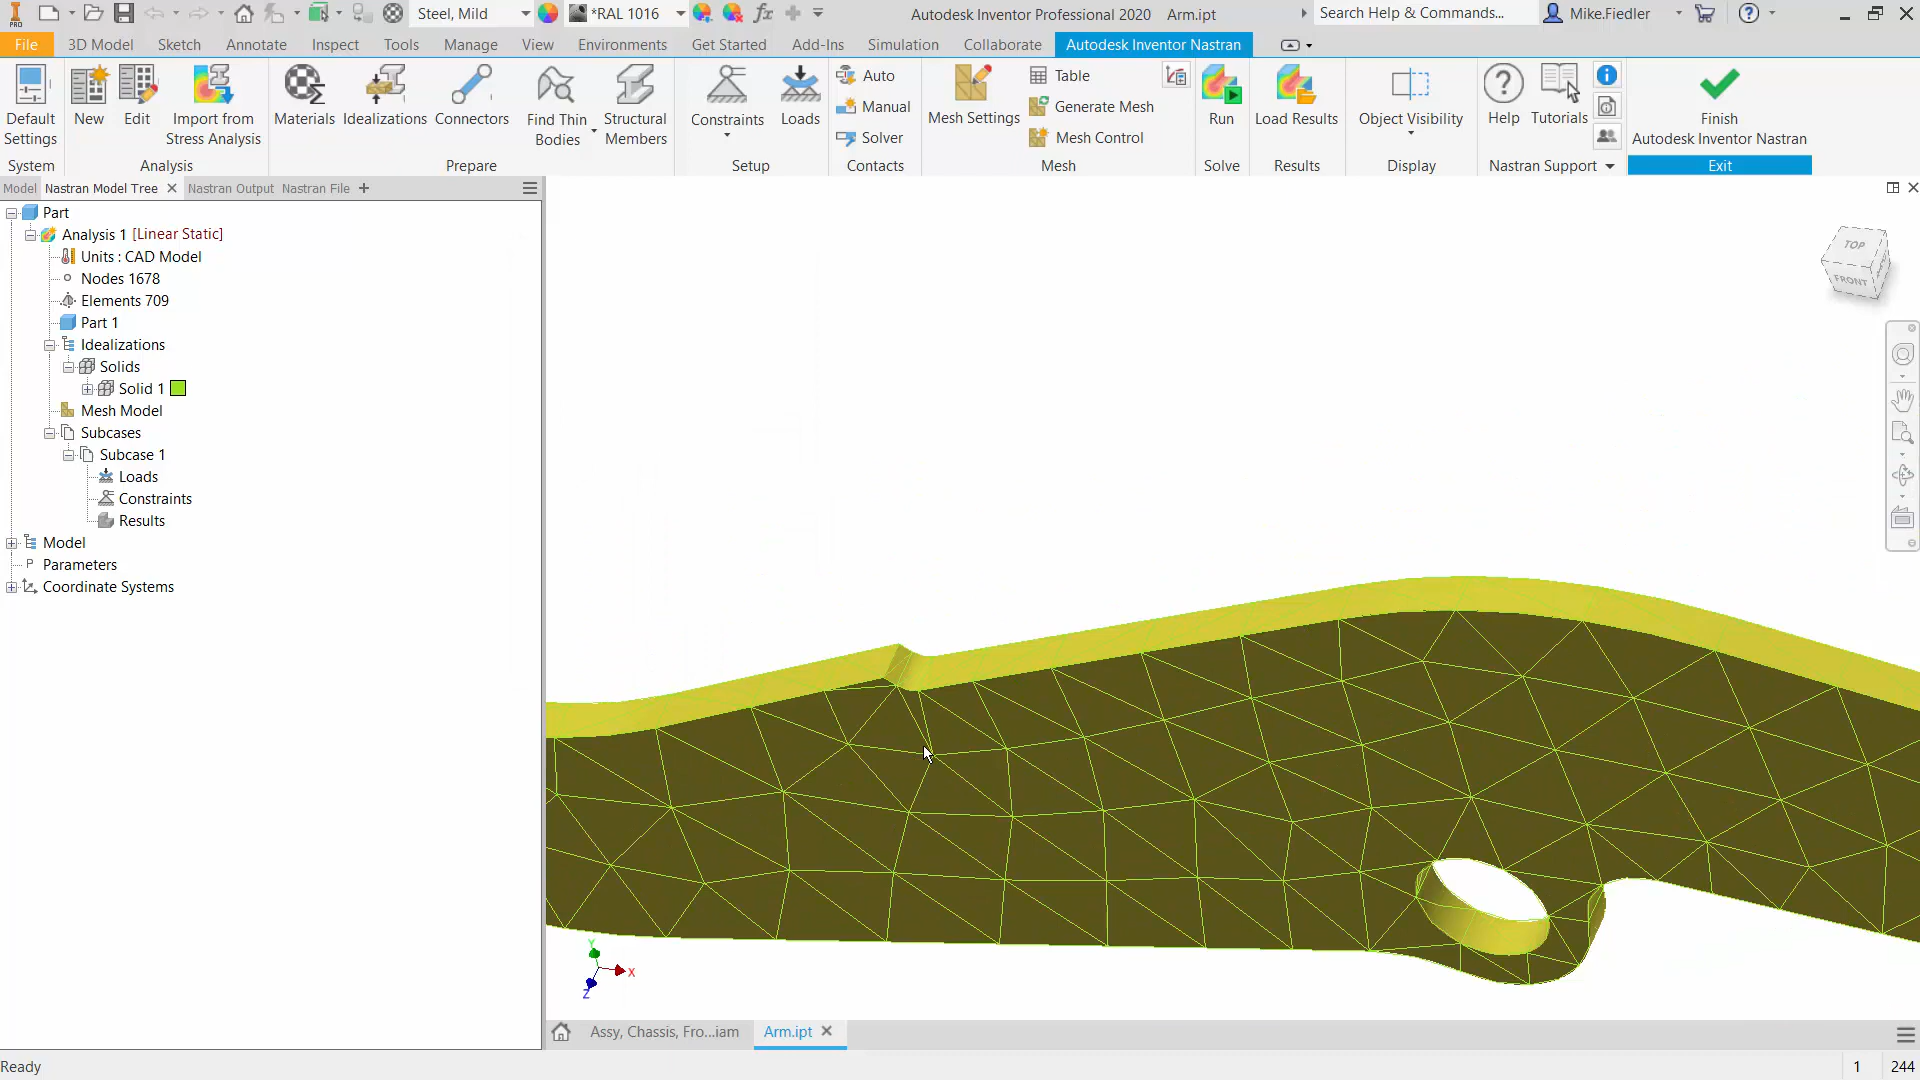 PRO
Steel, Mild
*RAL 1016
fx
Autodesk Inventor Professional 2020 Arm.ipt
Search Help & Commands...
Mike.Fiedler
File 3D Model Sketch Annotate Inspect Tools Manage View Environments Get Started Add-Ins Simulation Collaborate Autodesk Inventor Nastran
Default Settings
System
New
Edit
Import from Stress Analysis
Analysis
Materials
Idealizations
Connectors
Find Thin Bodies
Structural Members
Prepare
Constraints
Loads
Setup
Auto
Manual
Solver
Contacts
Mesh Settings
Table
Generate Mesh
Mesh Control
Mesh
Run
Solve
Load Results
Results
Object Visibility
Display
Help
Tutorials
Nastran Support
Finish
Autodesk Inventor Nastran
Exit
Model Nastran Model Tree Nastran Output Nastran File
Part
Analysis 1 [Linear Static]
Units : CAD Model
Nodes 1678
Elements 709
Part 1
Idealizations
Solids
Solid 1
Mesh Model
Subcases
Subcase 1
Loads
Constraints
Results
Model
P Parameters
Coordinate Systems
TOP
FRONT
Y
X
Z
Assy, Chassis, Fro...iam
Arm.ipt
Ready
1 244